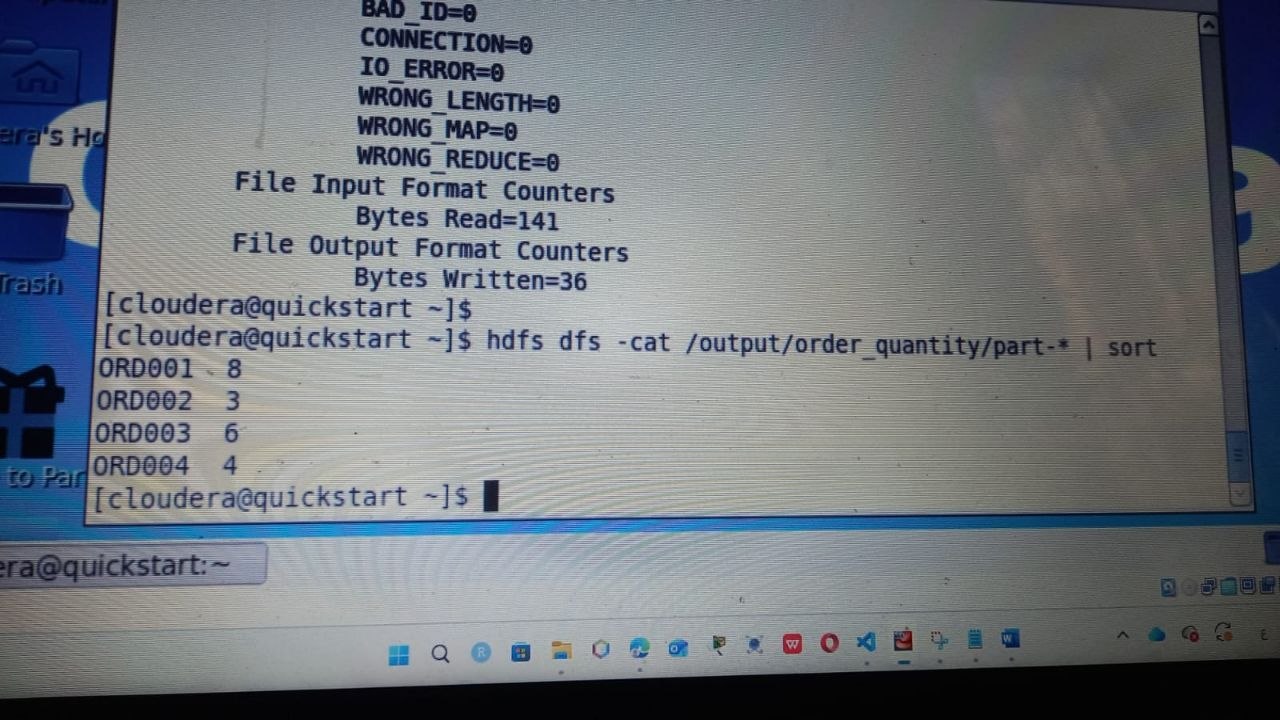 BAD_ID=0
CONNECTION=0
IO_ERROR=0
WRONG_LENGTH=0
WRONG_MAP=0
WRONG_REDUCE=0
File Input Format Counters
Bytes Read=141
File Output Format Counters
Bytes Written=36
[cloudera@quickstart ~]$
[cloudera@quickstart ~]$ hdfs dfs -cat /output/order_quantity/part-* | sort
ORD001 8
ORD002 3
ORD003 6
ORD004 4
[cloudera@quickstart ~]$
era's Ho
Trash
to Par
era@quickstart:~